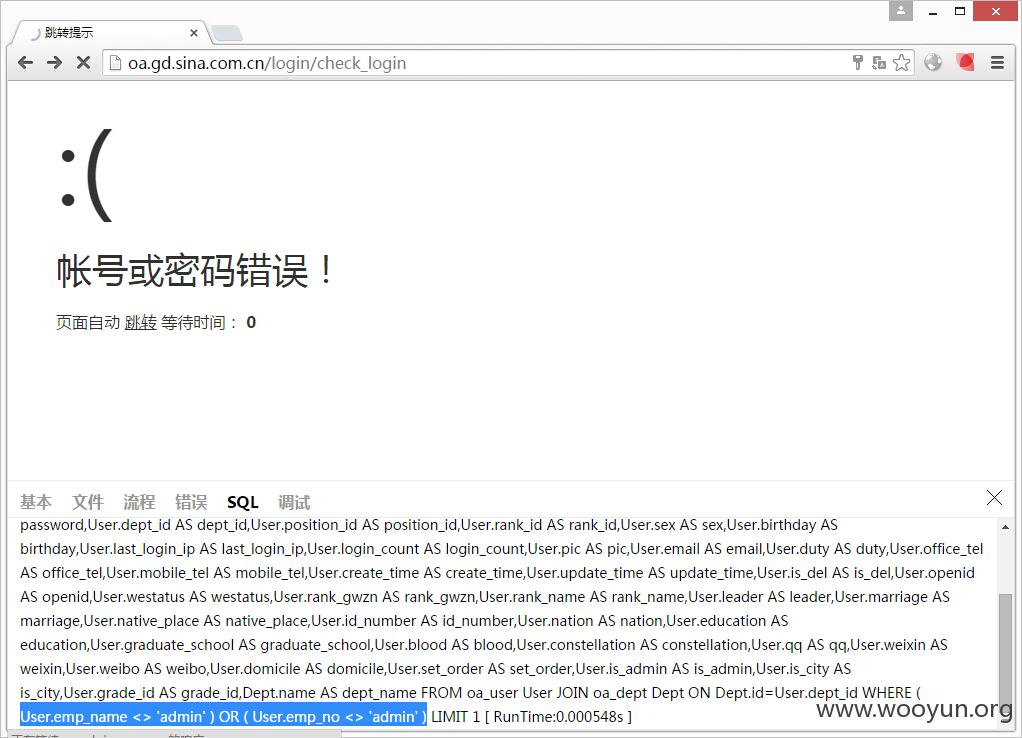 跳转提示
oa.gd.sina.com.cn/login/check_login
:(
帐号或密码错误！
页面自动 跳转 等待时间： 0
基本 文件 流程 错误 SQL 调试
password,User.dept_id AS dept_id,User.position_id AS position_id,User.rank_id AS rank_id,User.sex AS sex,User.birthday AS
birthday,User.last_login_ip AS last_login_ip,User.login_count AS login_count,User.pic AS pic,User.email AS email,User.duty AS duty,User.office_tel
AS office_tel,User.mobile_tel AS mobile_tel,User.create_time AS create_time,User.update_time AS update_time,User.is_del AS is_del,User.openid
AS openid,User.westatus AS westatus,User.rank_gwzn AS rank_gwzn,User.rank_name AS rank_name,User.leader AS leader,User.marriage AS
marriage,User.native_place AS native_place,User.id_number AS id_number,User.nation AS nation,User.education AS
education,User.graduate_school AS graduate_school,User.blood AS blood,User.constellation AS constellation,User.qq AS qq,User.weixin AS
weixin,User.weibo AS weibo,User.domicile AS domicile,User.set_order AS set_order,User.is_admin AS is_admin,User.is_city AS
is_city,User.grade_id AS grade_id,Dept.name AS dept_name FROM oa_user User JOIN oa_dept Dept ON Dept.id=User.dept_id WHERE (
User.emp_name <> 'admin' ) OR ( User.emp_no <> 'admin' ) LIMIT 1 [ RunTime:0.000548s ]
www.wooyun.org